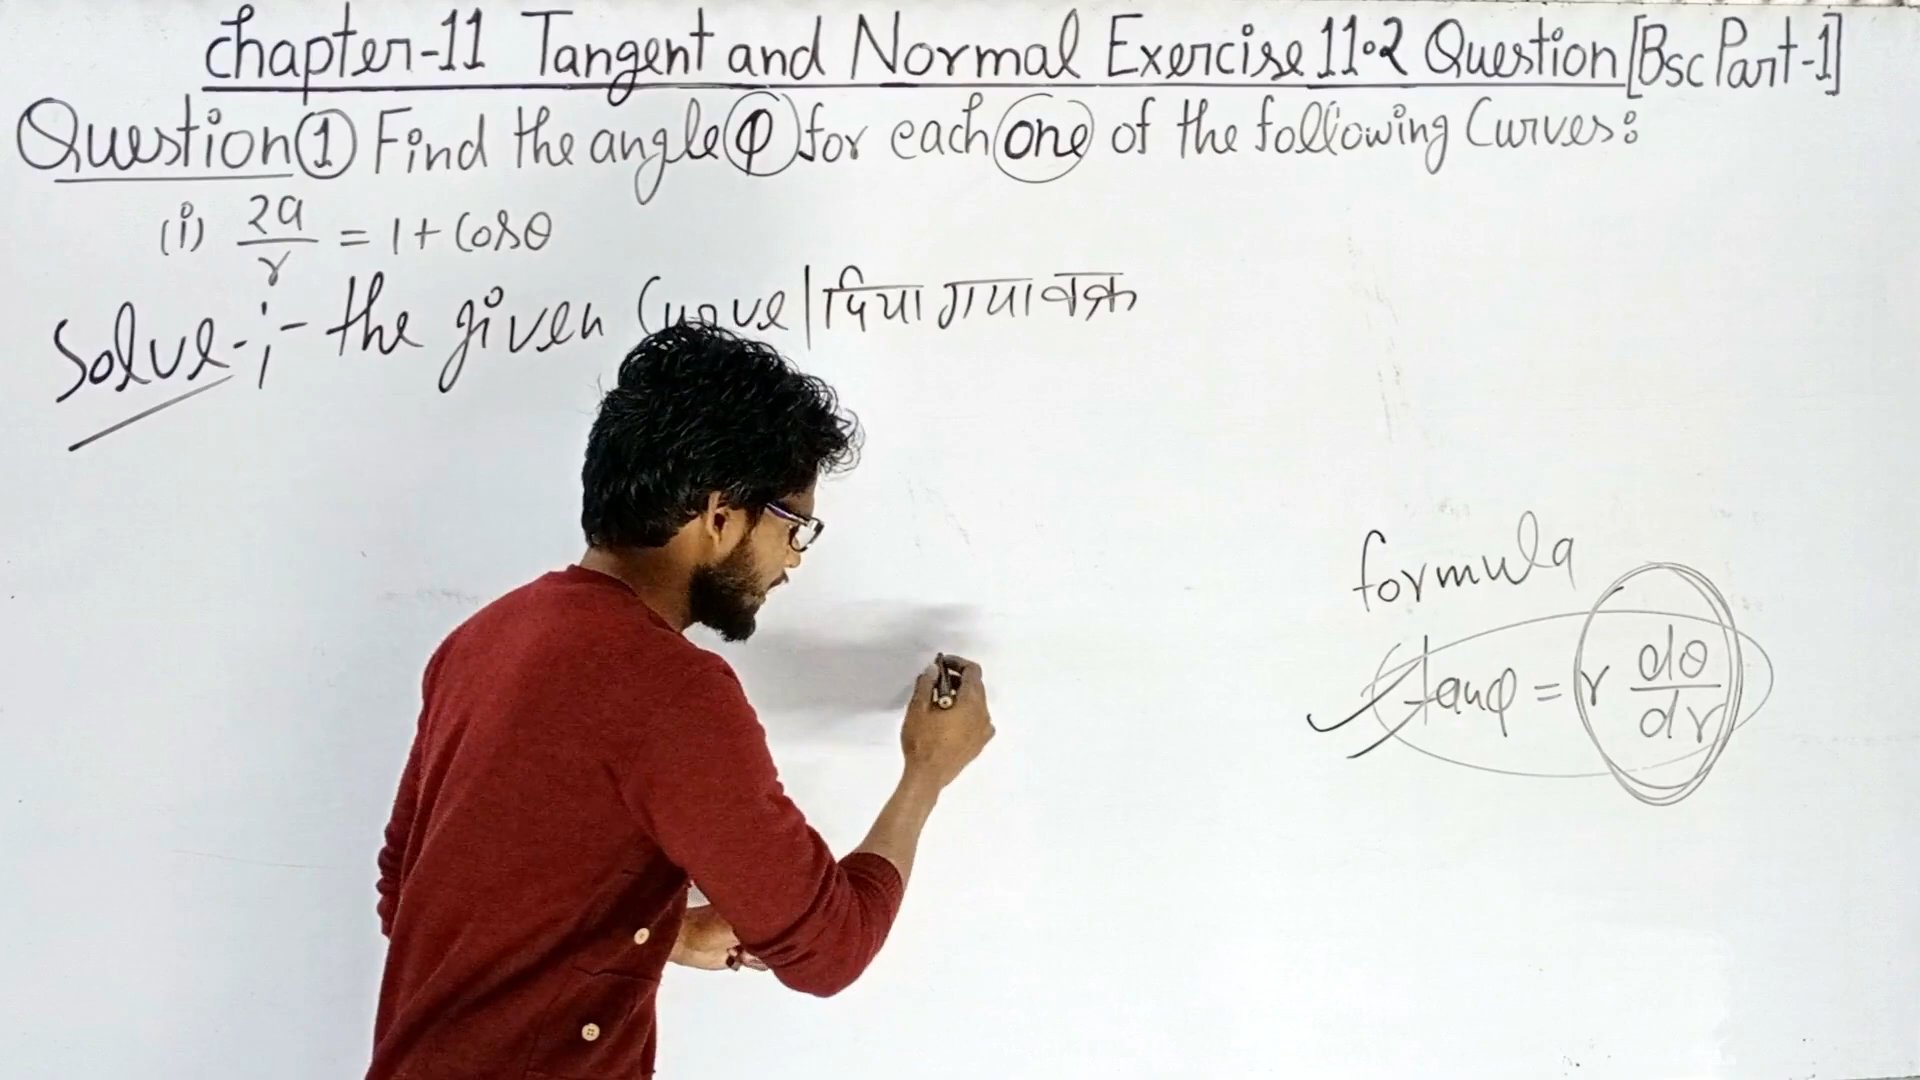 Chapter-11 Tangent and Normal Exercise 11.2 Question [Bsc Part-1]
Question ① Find the angle φ for each one of the following Curves:
(i) 2a/r = 1 + Cosθ
Solve-:- the given Curve | दिया गया वक्र
formula
tanφ = r dθ/dr